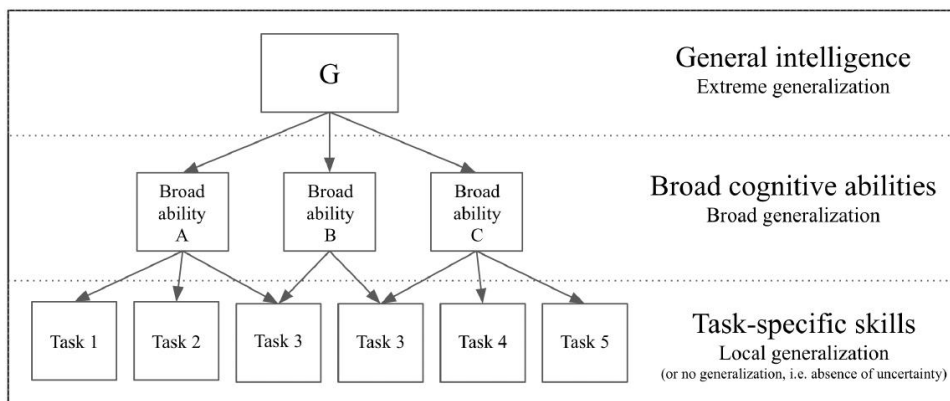 G
General intelligence
Extreme generalization
Broad
ability
A
Broad
ability
B
Broad
ability
C
Broad cognitive abilities
Broad generalization
Task 1
Task 2
Task 3
Task 3
Task 4
Task 5
Task-specific skills
Local generalization
(or no generalization, i.e. absence of uncertainty)